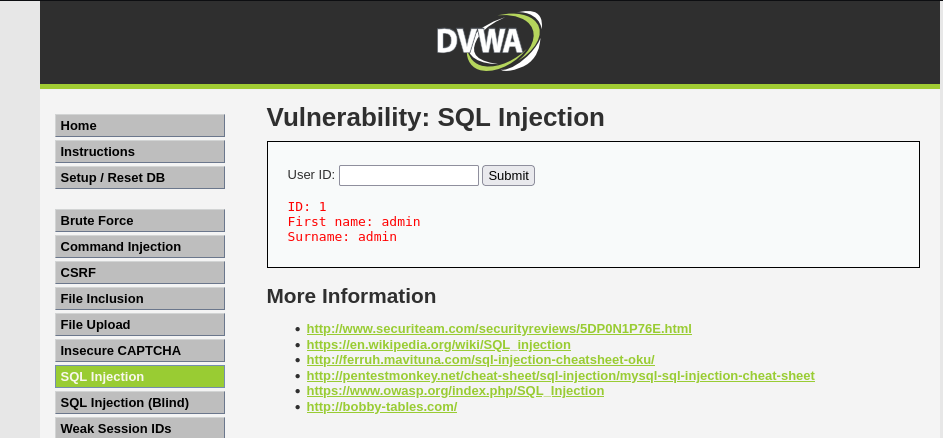 DVWA
Home
Instructions
Setup / Reset DB
Brute Force
Command Injection
CSRF
File Inclusion
File Upload
Insecure CAPTCHA
SQL Injection
SQL Injection (Blind)
Weak Session IDs
Vulnerability: SQL Injection
User ID: Submit
ID: 1
First name: admin
Surname: admin
More Information
http://www.securiteam.com/securityreviews/5DP0N1P76E.html
https://en.wikipedia.org/wiki/SQL_injection
http://ferruh.mavituna.com/sql-injection-cheatsheet-oku/
http://pentestmonkey.net/cheat-sheet/sql-injection/mysql-sql-injection-cheat-sheet
https://www.owasp.org/index.php/SQL_Injection
http://bobby-tables.com/